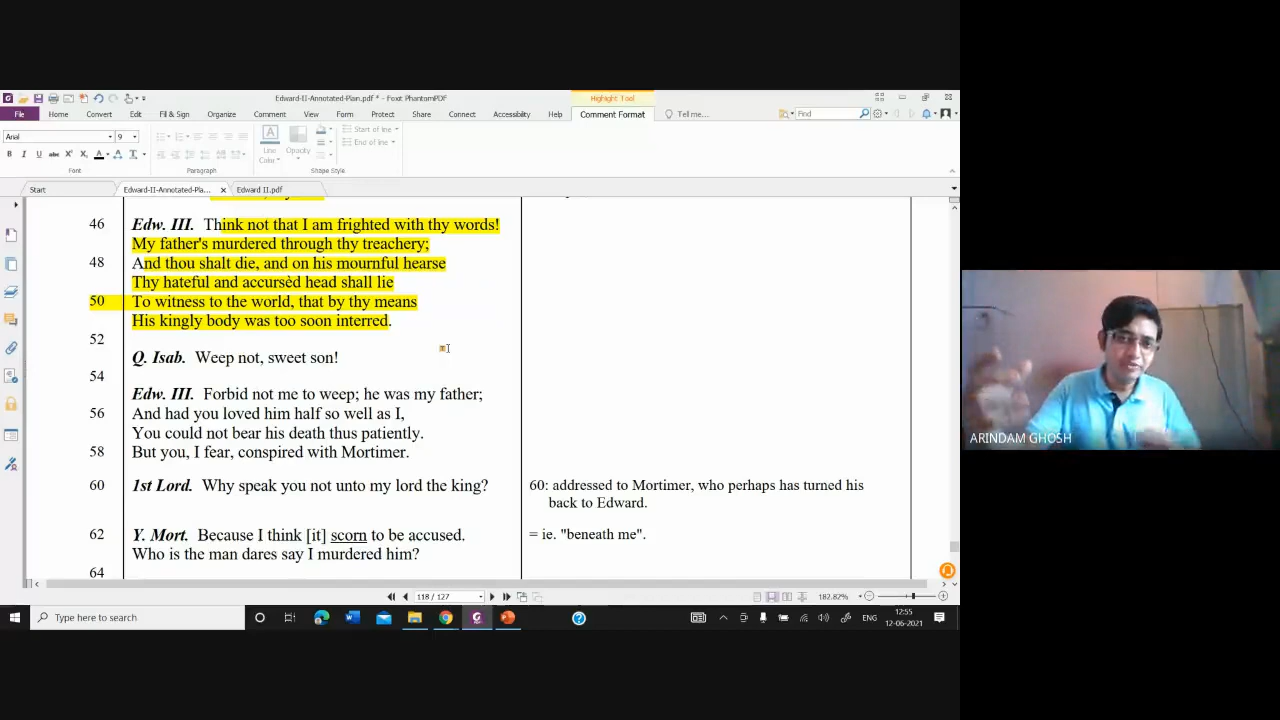 Edward-II-Annotated-Plan.pdf * - Foxit PhantomPDF
Highlight Tool
File Home Convert Edit Fill & Sign Organize Comment View Form Protect Share Connect Accessibility Help Comment Format Tell me... Find
Arial 9 Start of line
End of line
Line Color Opacity
Font Paragraph Shape Style
Start Edward-II-Annotated-Pla... Edward II.pdf
46 Edw. III. Think not that I am frighted with thy words!
My father's murdered through thy treachery;
48 And thou shalt die, and on his mournful hearse
Thy hateful and accursèd head shall lie
50 To witness to the world, that by thy means
His kingly body was too soon interred.
52
Q. Isab. Weep not, sweet son!
54
Edw. III. Forbid not me to weep; he was my father;
56 And had you loved him half so well as I,
You could not bear his death thus patiently.
58 But you, I fear, conspired with Mortimer.
60 1st Lord. Why speak you not unto my lord the king? 60: addressed to Mortimer, who perhaps has turned his
back to Edward.
62 Y. Mort. Because I think [it] scorn to be accused. = ie. "beneath me".
Who is the man dares say I murdered him?
64
118 / 127 182.82%
Type here to search ENG 12:55
12-06-2021
ARINDAM GHOSH